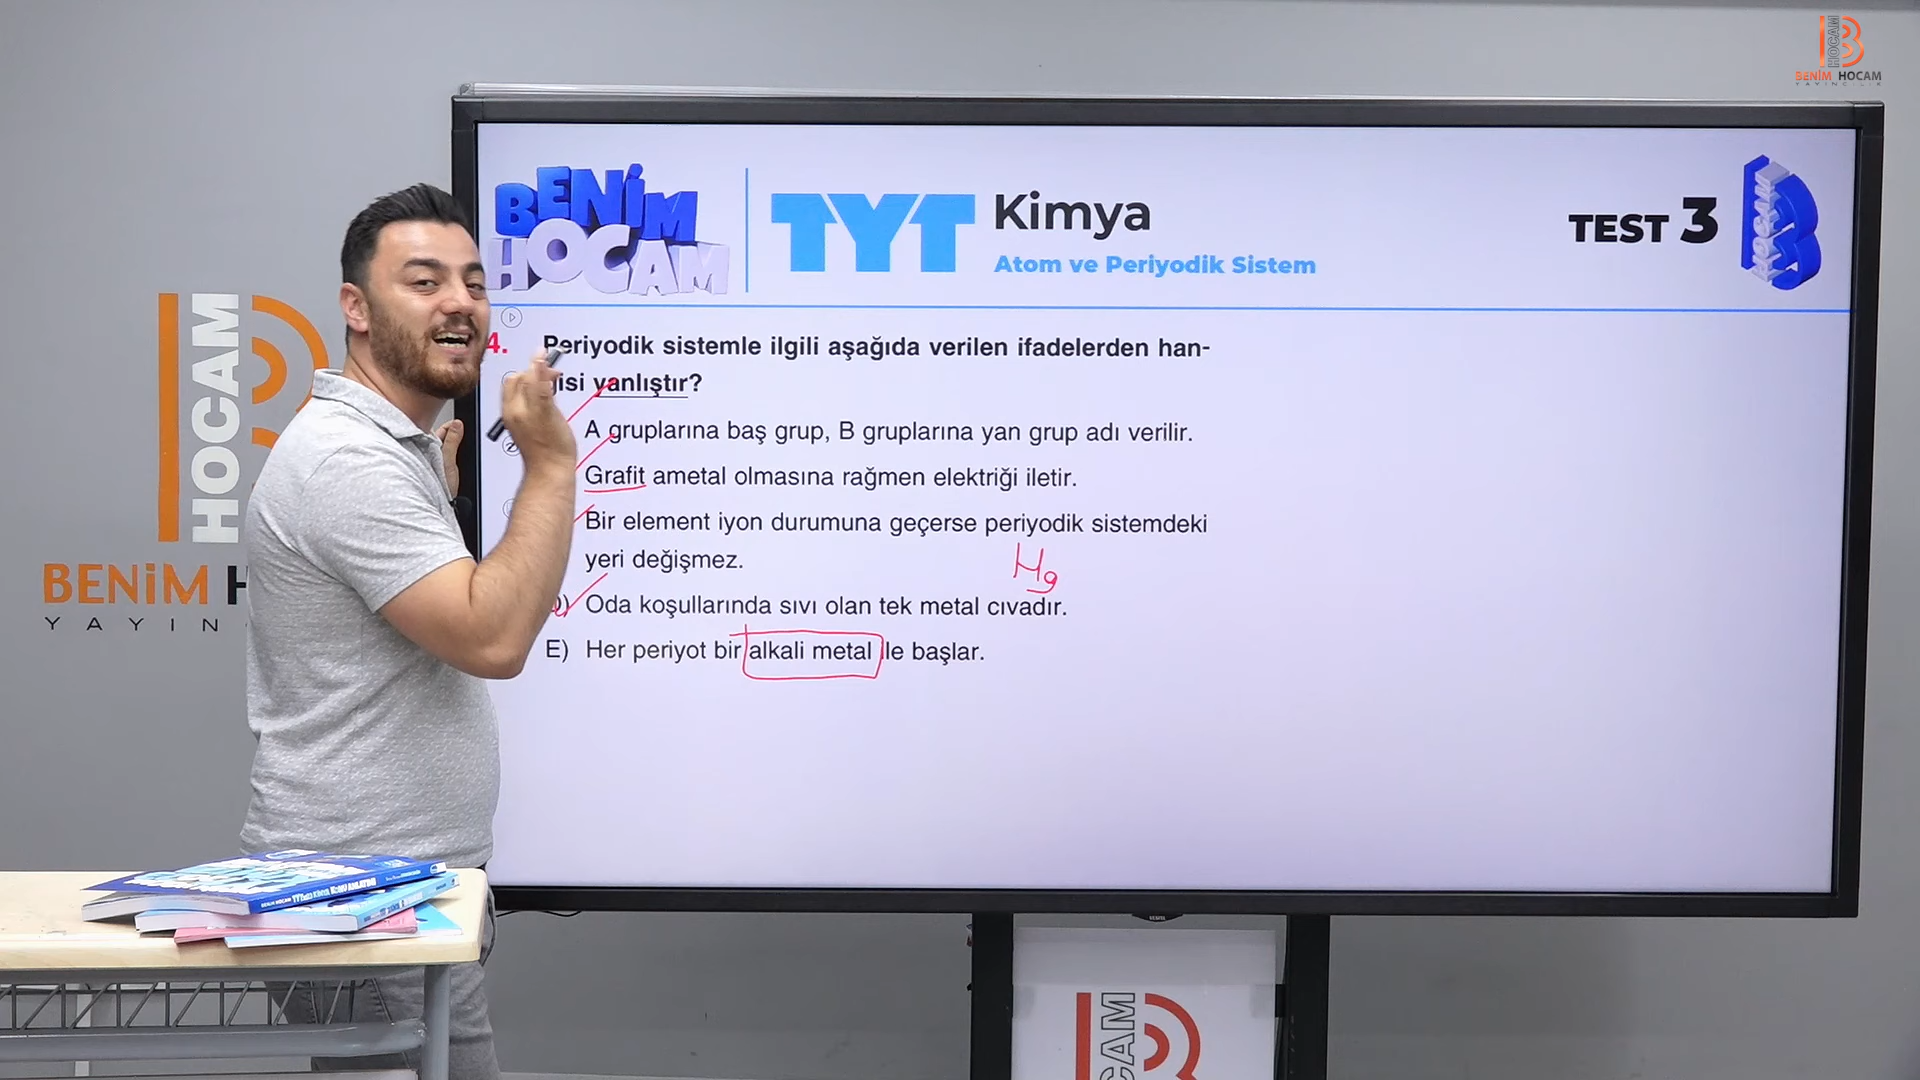 BENİM HOCAM
YAYINCILIK
BENİM
HOCAM
TYT
Kimya
Atom ve Periyodik Sistem
TEST 3
HOCAM
4. Periyodik sistemle ilgili aşağıda verilen ifadelerden han-
gisi yanlıştır?
A gruplarına baş grup, B gruplarına yan grup adı verilir.
Grafit ametal olmasına rağmen elektriği iletir.
Bir element iyon durumuna geçerse periyodik sistemdeki
yeri değişmez.
Hg
D) Oda koşullarında sıvı olan tek metal cıvadır.
E) Her periyot bir alkali metal ile başlar.
HOCAM
BENİM H
YAYIN